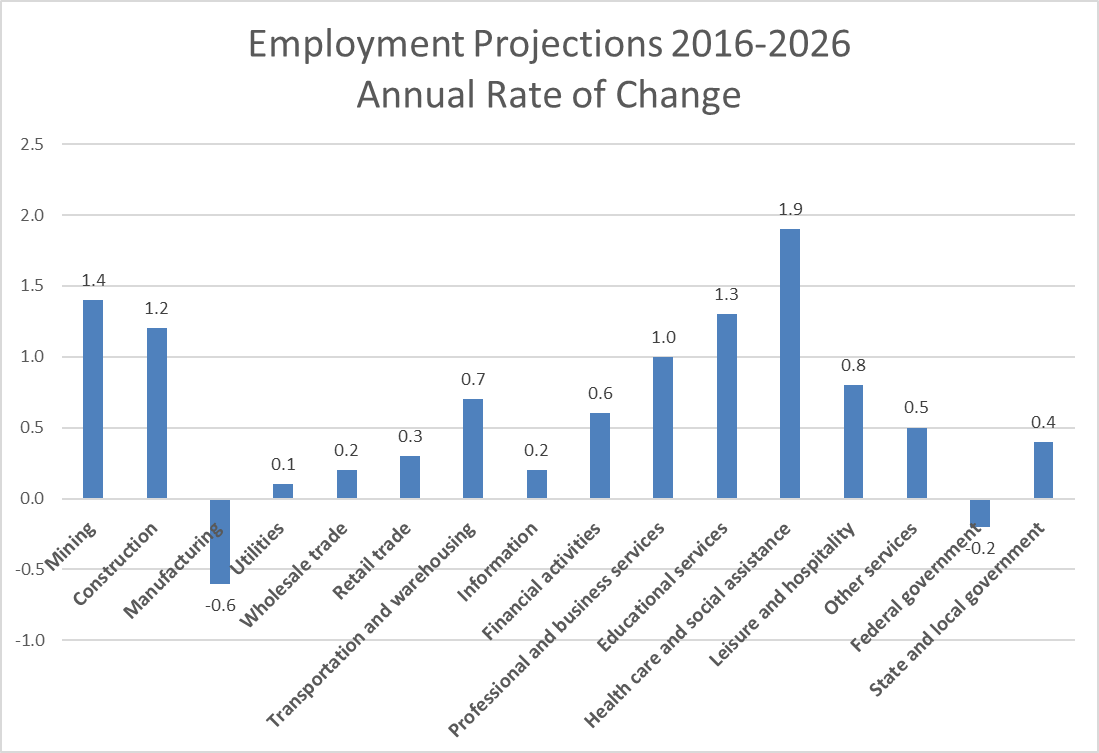 Employment Projections 2016-2026
Annual Rate of Change
2.5
2.0
1.5
1.0
0.5
0.0
-0.5
-1.0
1.4
1.2
-0.6
0.1
0.2
0.3
0.7
0.2
0.6
1.0
1.3
1.9
0.8
0.5
-0.2
0.4
Mining
Construction
Manufacturing
Utilities
Wholesale trade
Retail trade
Transportation and warehousing
Information
Financial activities
Professional and business services
Educational services
Health care and social assistance
Leisure and hospitality
Other services
Federal government
State and local government